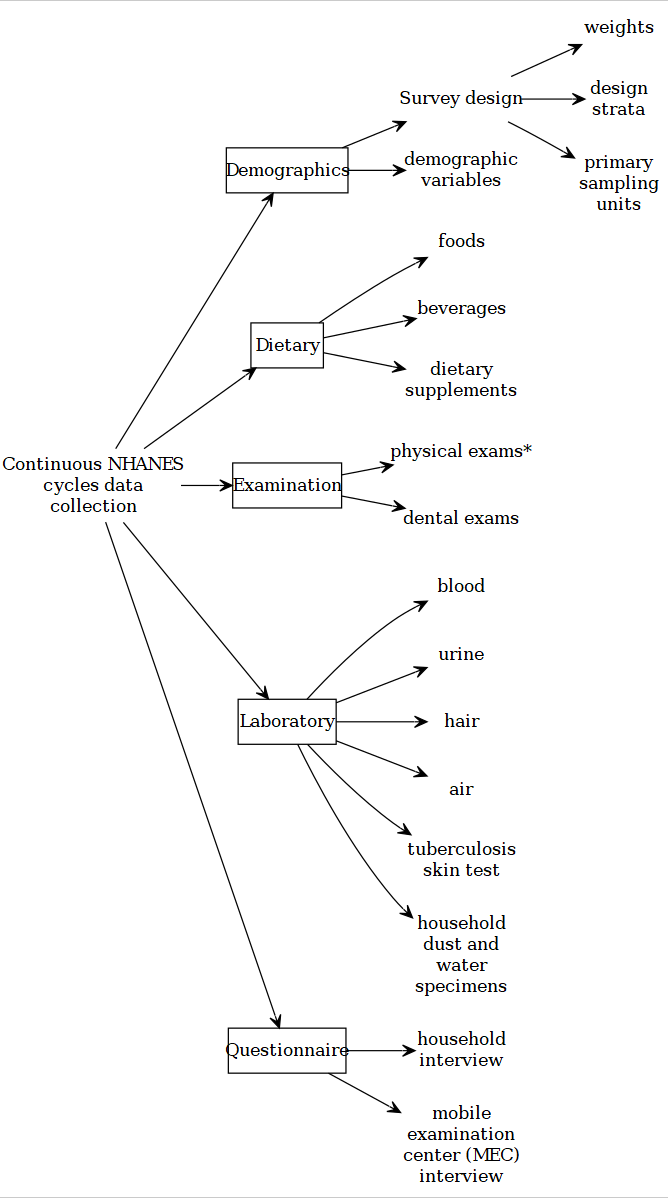 weights
Survey design
design
strata
primary
sampling
units
Demographics
demographic
variables
foods
beverages
Dietary
dietary
supplements
Continuous NHANES
cycles data
collection
physical exams*
Examination
dental exams
blood
urine
Laboratory
hair
air
tuberculosis
skin test
household
dust and
water
specimens
Questionnaire
household
interview
mobile
examination
center (MEC)
interview